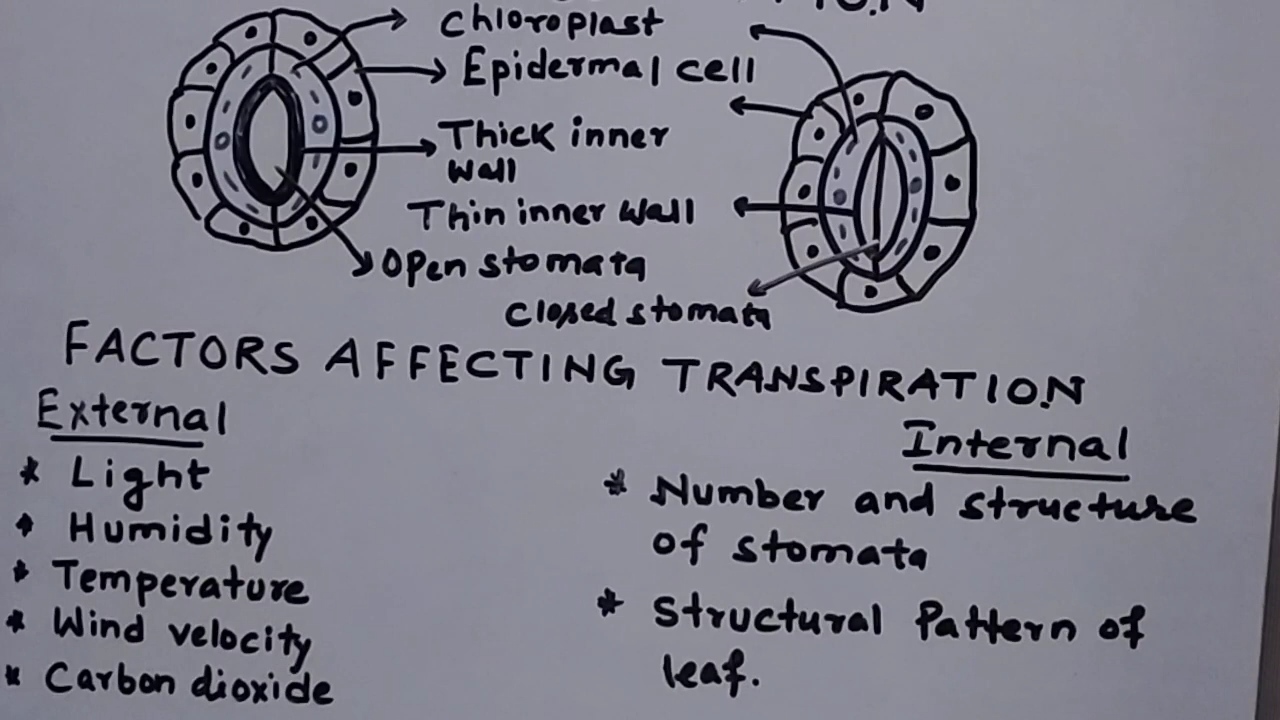 Chloroplast
Epidermal cell
Thick inner
wall
Thin inner wall
Open stomata
Closed stomata
FACTORS AFFECTING TRANSPIRATION
External
* Light
* Humidity
* Temperature
* Wind velocity
* Carbon dioxide
Internal
* Number and structure
of stomata
* Structural Pattern of
leaf.